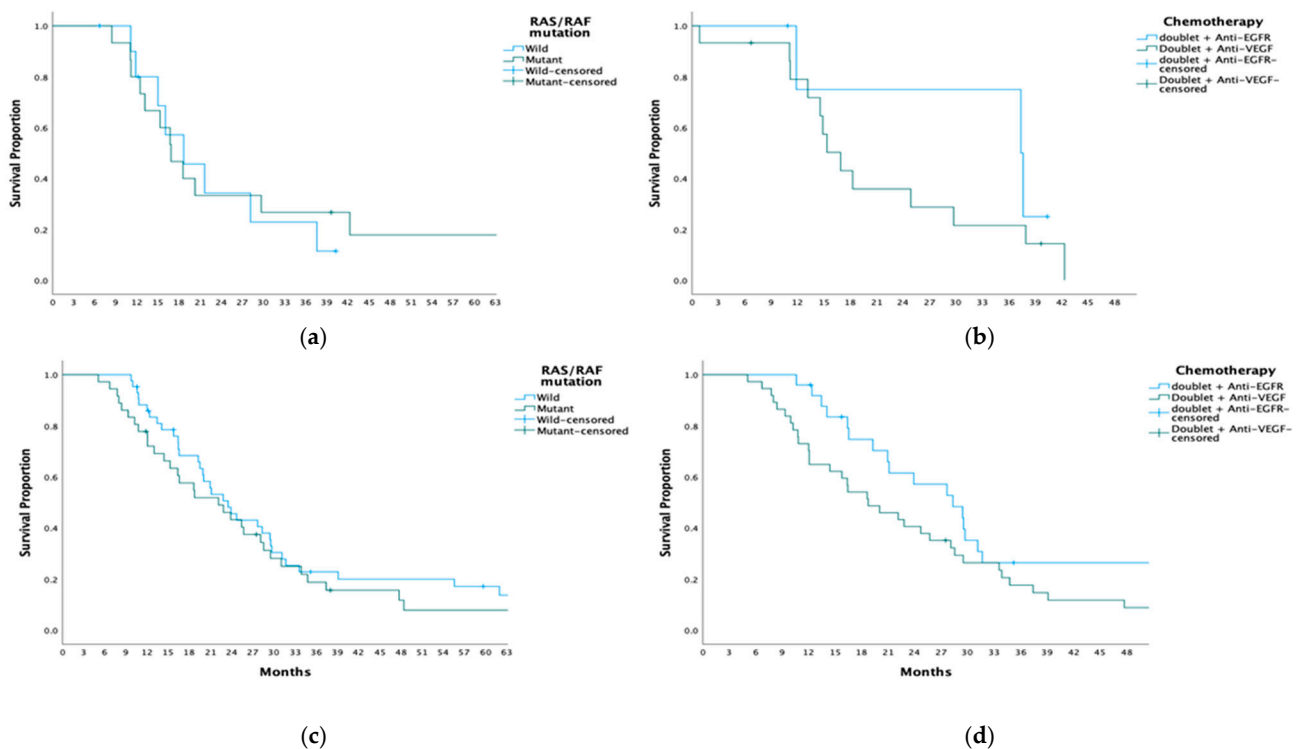 RAS/RAF
mutation
Wild
Mutant
Wild-censored
Mutant-censored
Survival Proportion
1.0
0.8
0.6
0.4
0.2
0.0
0 3 6 9 12 15 18 21 24 27 30 33 36 39 42 45 48 51 54 57 60 63
(a)
Chemotherapy
doublet + Anti-EGFR
Doublet + Anti-VEGF
doublet + Anti-EGFR-
censored
Doublet + Anti-VEGF-
censored
Survival Proportion
1.0
0.8
0.6
0.4
0.2
0.0
0 3 6 9 12 15 18 21 24 27 30 33 36 39 42 45 48
(b)
RAS/RAF
mutation
Wild
Mutant
Wild-censored
Mutant-censored
Survival Proportion
1.0
0.8
0.6
0.4
0.2
0.0
0 3 6 9 12 15 18 21 24 27 30 33 36 39 42 45 48 51 54 57 60 63
Months
(c)
Chemotherapy
doublet + Anti-EGFR
Doublet + Anti-VEGF
doublet + Anti-EGFR-
censored
Doublet + Anti-VEGF-
censored
Survival Proportion
1.0
0.8
0.6
0.4
0.2
0.0
0 3 6 9 12 15 18 21 24 27 30 33 36 39 42 45 48
Months
(d)